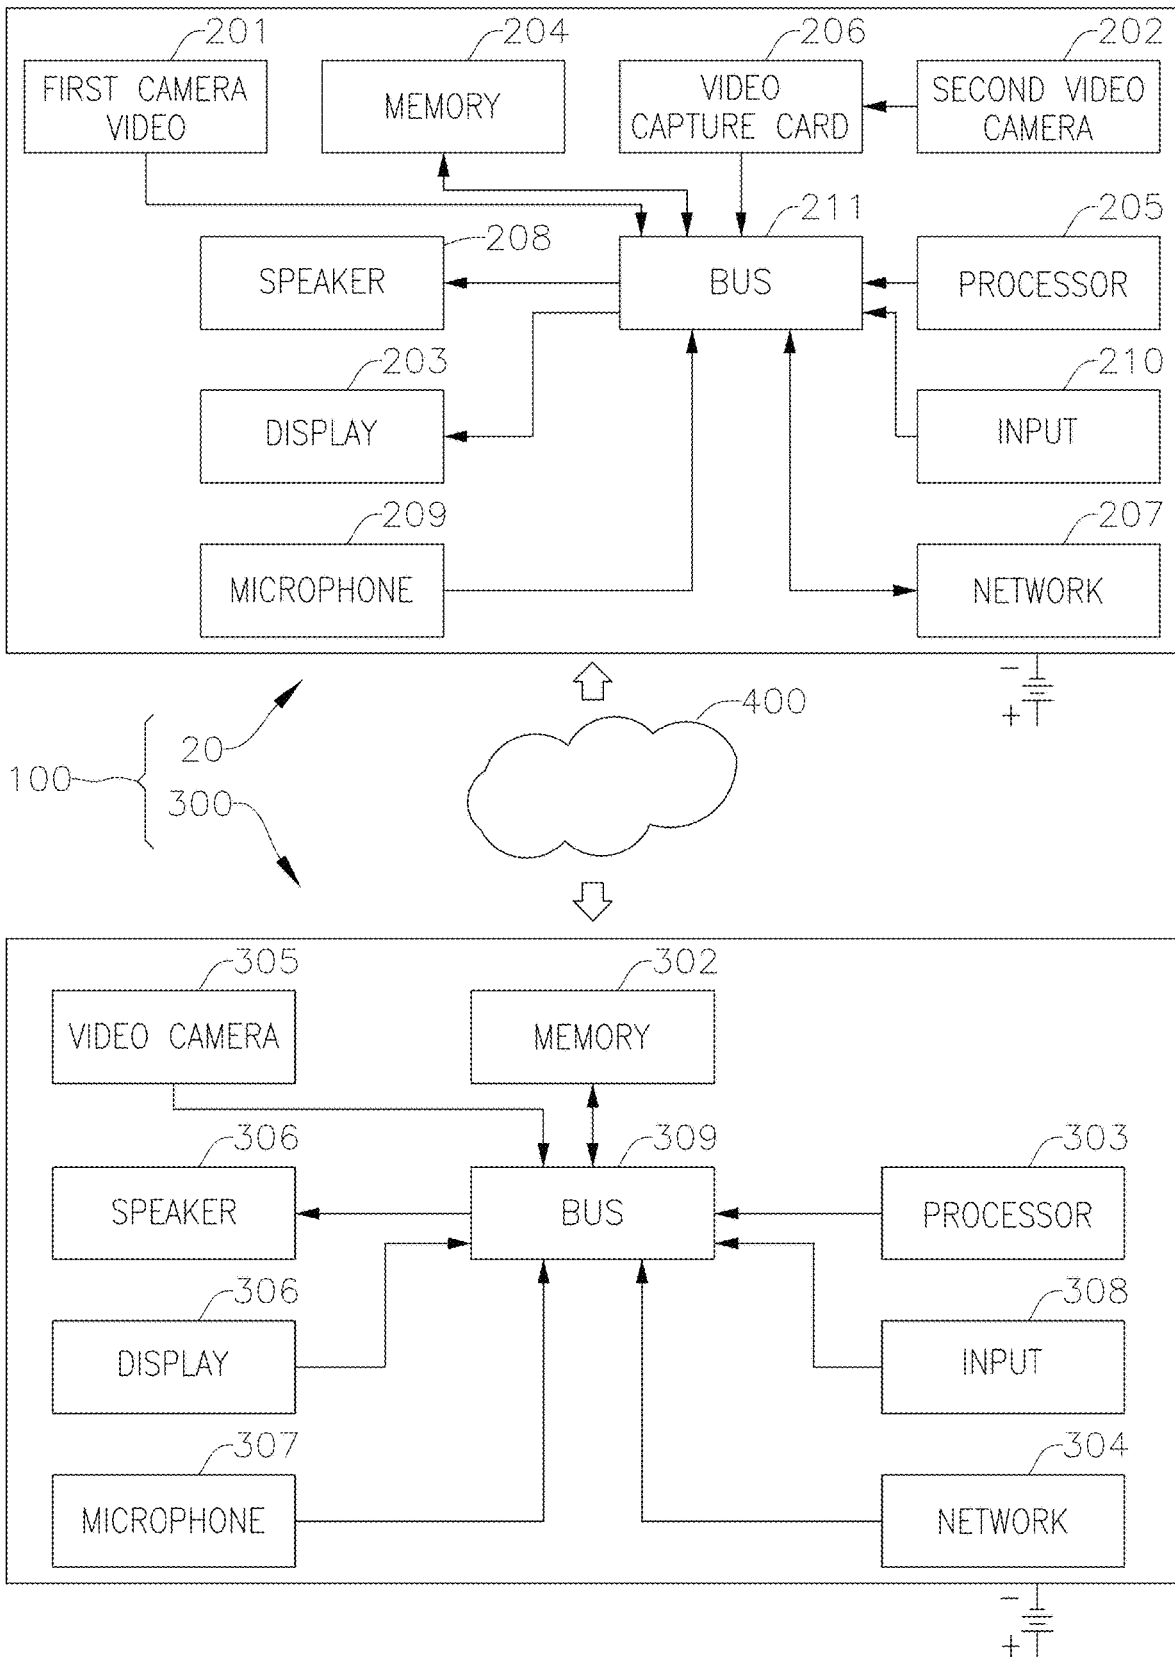 201
204
206
202
FIRST CAMERA
VIDEO
MEMORY
VIDEO
CAPTURE CARD
SECOND VIDEO
CAMERA
208
211
205
SPEAKER
BUS
PROCESSOR
203
210
DISPLAY
INPUT
209
207
MICROPHONE
NETWORK
-
+
400
20
100
300
305
302
VIDEO CAMERA
MEMORY
306
309
303
SPEAKER
BUS
PROCESSOR
306
308
DISPLAY
INPUT
307
304
MICROPHONE
NETWORK
-
+